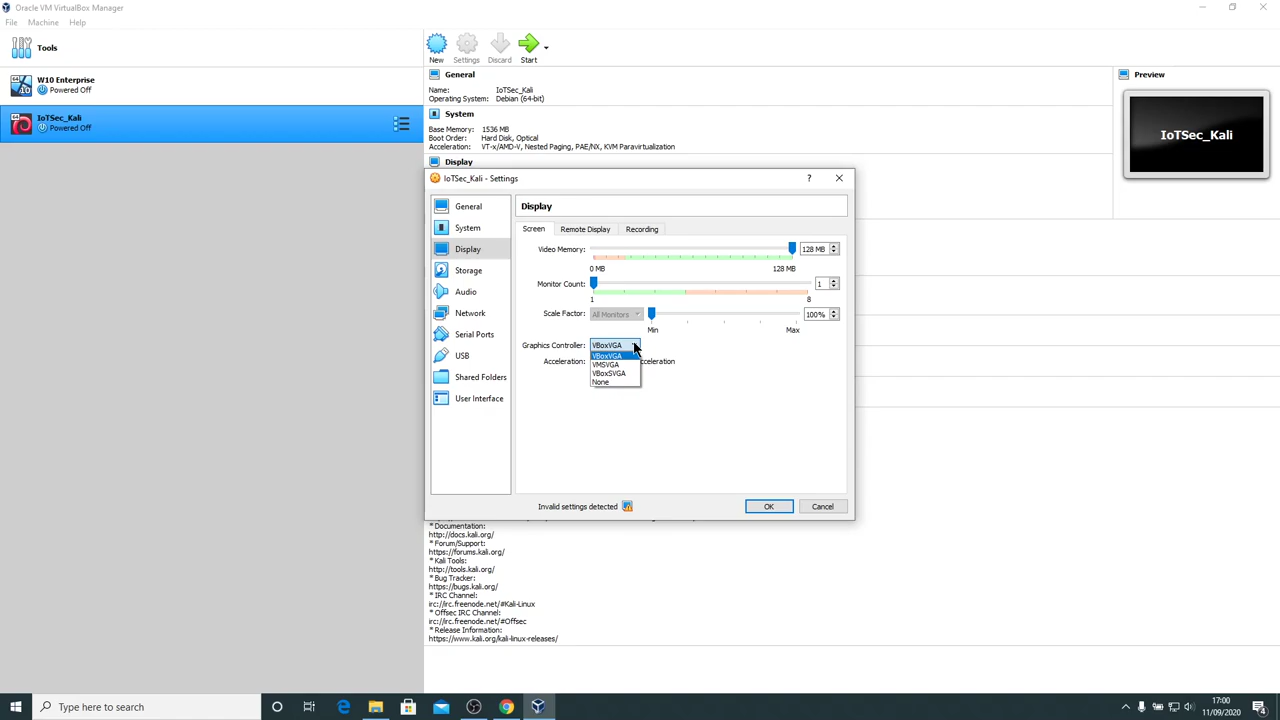 Oracle VM VirtualBox Manager
File Machine Help
Tools
New Settings Discard Start
W10 Enterprise
Powered Off
IoTSec_Kali
Powered Off
General
Name: IoTSec_Kali
Operating System: Debian (64-bit)
System
Base Memory: 1536 MB
Boot Order: Hard Disk, Optical
Acceleration: VT-x/AMD-V, Nested Paging, PAE/NX, KVM Paravirtualization
Display
Preview
IoTSec_Kali
IoTSec_Kali - Settings
?
General
System
Display
Storage
Audio
Network
Serial Ports
USB
Shared Folders
User Interface
Display
Screen Remote Display Recording
Video Memory: 128 MB
0 MB 128 MB
Monitor Count: 1
1 8
Scale Factor: All Monitors 100%
Min Max
Graphics Controller: VBoxVGA
VBoxVGA
VMSVGA
VBoxSVGA
None
Acceleration:
Invalid settings detected
OK Cancel
* Documentation:
http://docs.kali.org/
* Forum/Support:
https://forums.kali.org/
* Kali Tools:
http://tools.kali.org/
* Bug Tracker:
https://bugs.kali.org/
* IRC Channel:
irc://irc.freenode.net/#Kali-Linux
* Offsec IRC Channel:
irc://irc.freenode.net/#Offsec
* Release Information:
https://www.kali.org/kali-linux-releases/
Type here to search
17:00
11/09/2020
4